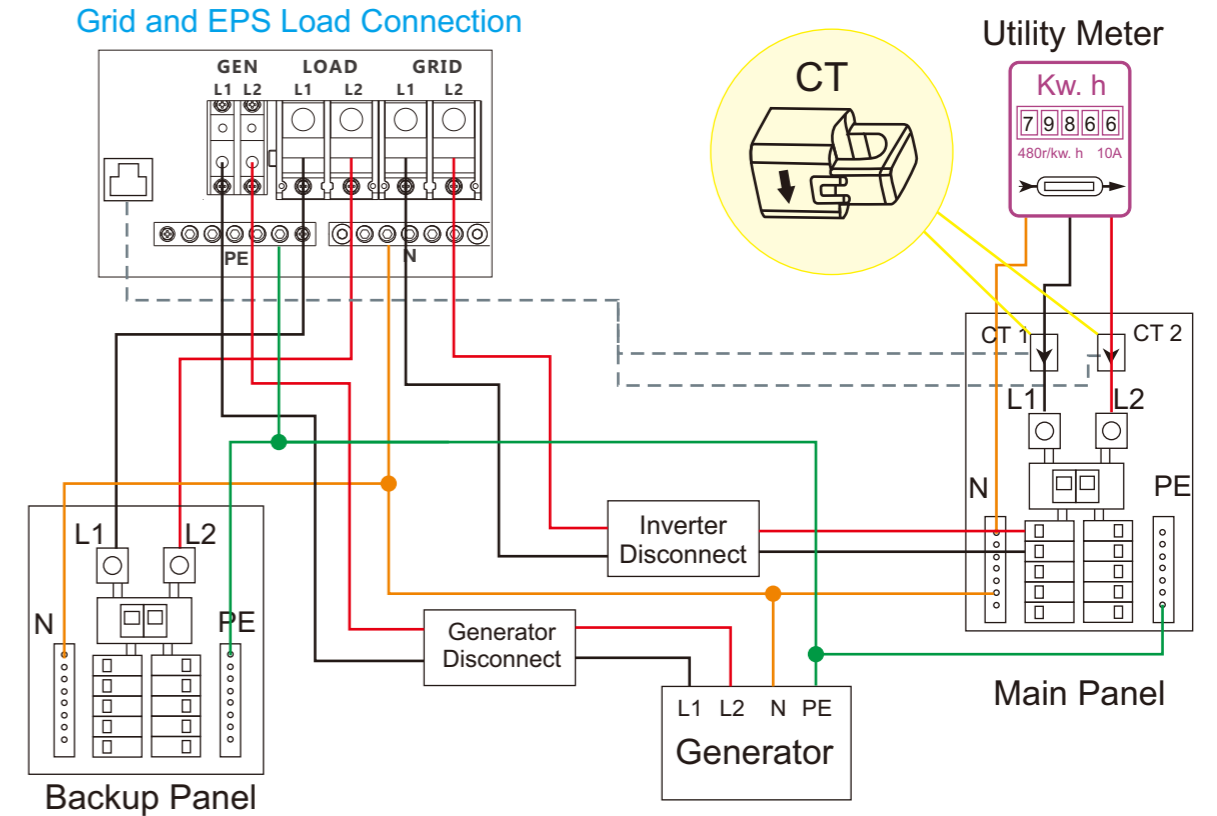 Grid and EPS Load Connection
GEN LOAD GRID
L1 L2 L1 L2 L1 L2
PE
N
CT
Utility Meter
Kw. h
79866
480r/kw. h 10A
CT 1
CT 2
L1
L2
N
PE
Main Panel
Inverter
Disconnect
Generator
Disconnect
L1 L2 N PE
Generator
L1
L2
N
PE
Backup Panel